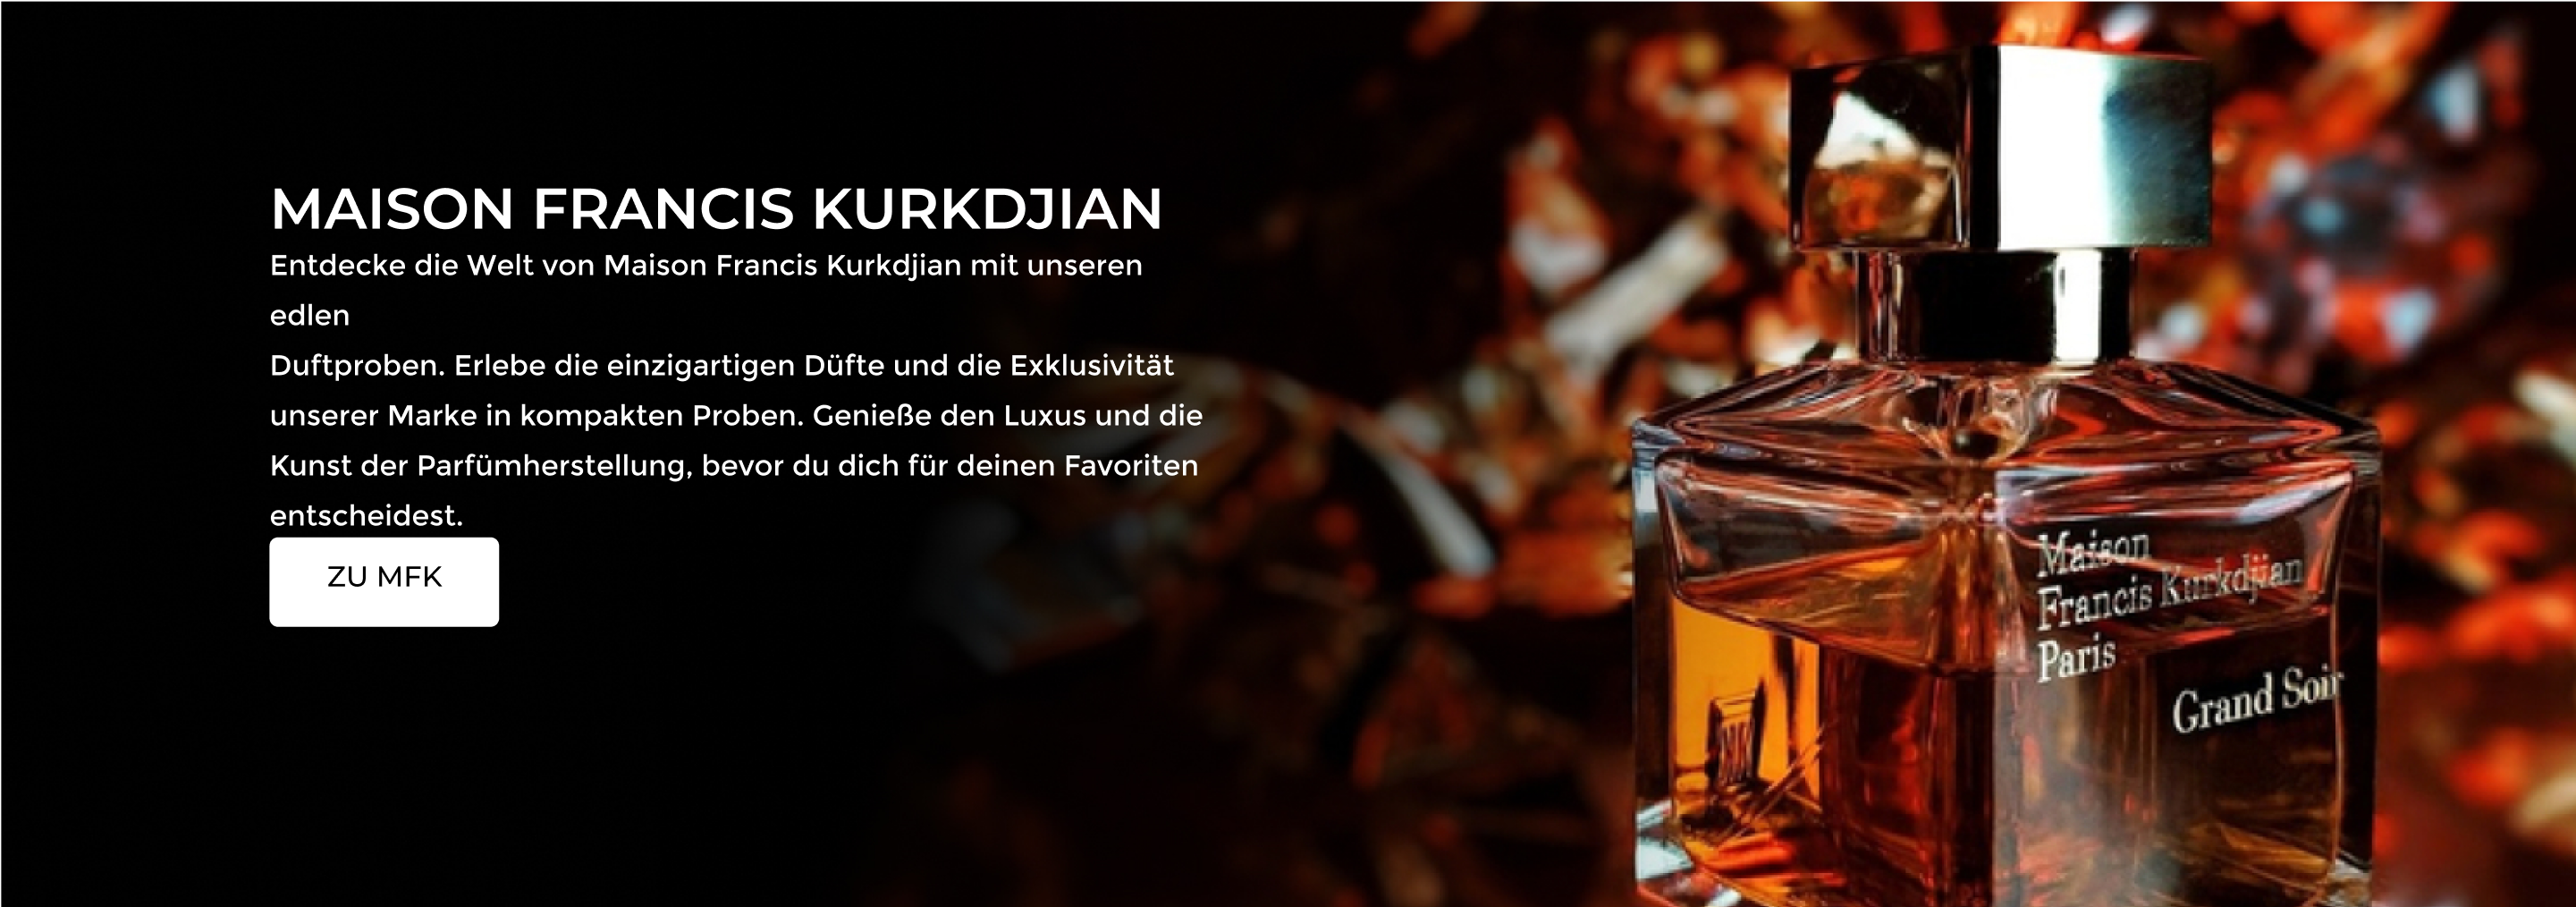 MAISON FRANCIS KURKDJIAN
Entdecke die Welt von Maison Francis Kurkdjian mit unseren
edlen
Duftproben. Erlebe die einzigartigen Düfte und die Exklusivität
unserer Marke in kompakten Proben. Genieße den Luxus und die
Kunst der Parfümherstellung, bevor du dich für deinen Favoriten
entscheidest.
ZU MFK
Maison
Francis Kurkdjian
Paris
Grand Soir